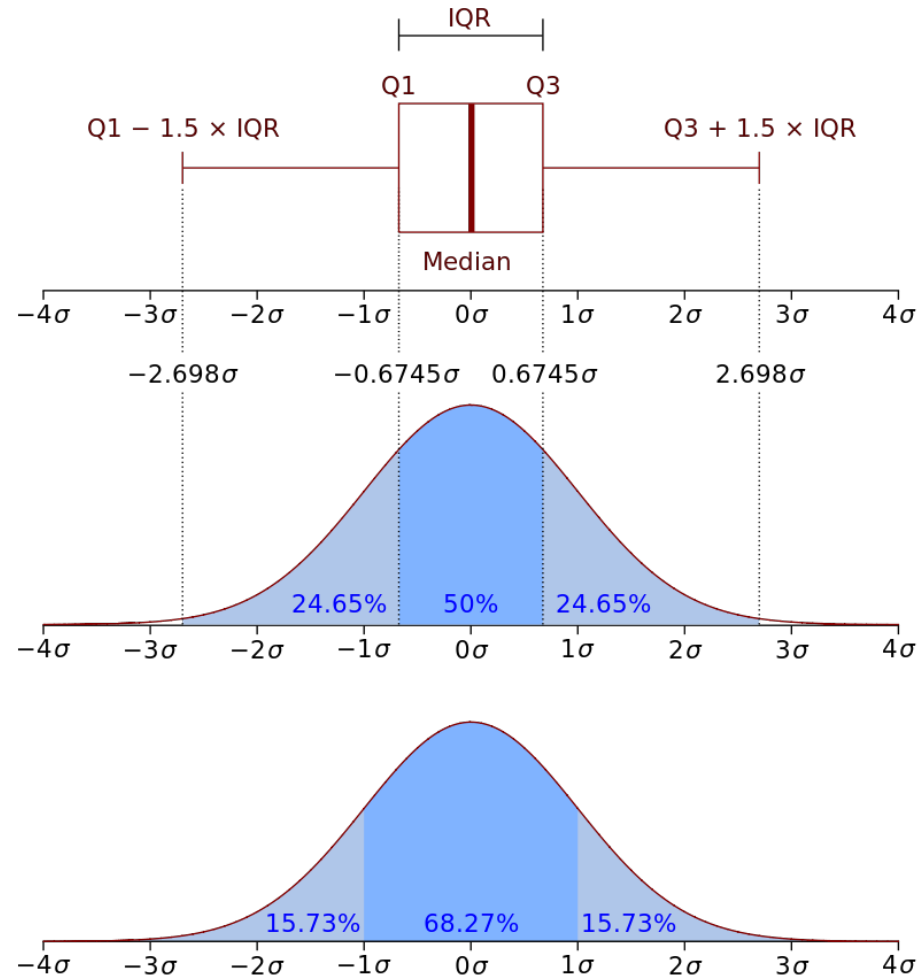 IQR
Q1 Q3
Q1 − 1.5 × IQR Q3 + 1.5 × IQR
Median
−4σ −3σ −2σ −1σ 0σ 1σ 2σ 3σ 4σ
−2.698σ −0.6745σ 0.6745σ 2.698σ
24.65% 50% 24.65%
−4σ −3σ −2σ −1σ 0σ 1σ 2σ 3σ 4σ
15.73% 68.27% 15.73%
−4σ −3σ −2σ −1σ 0σ 1σ 2σ 3σ 4σ